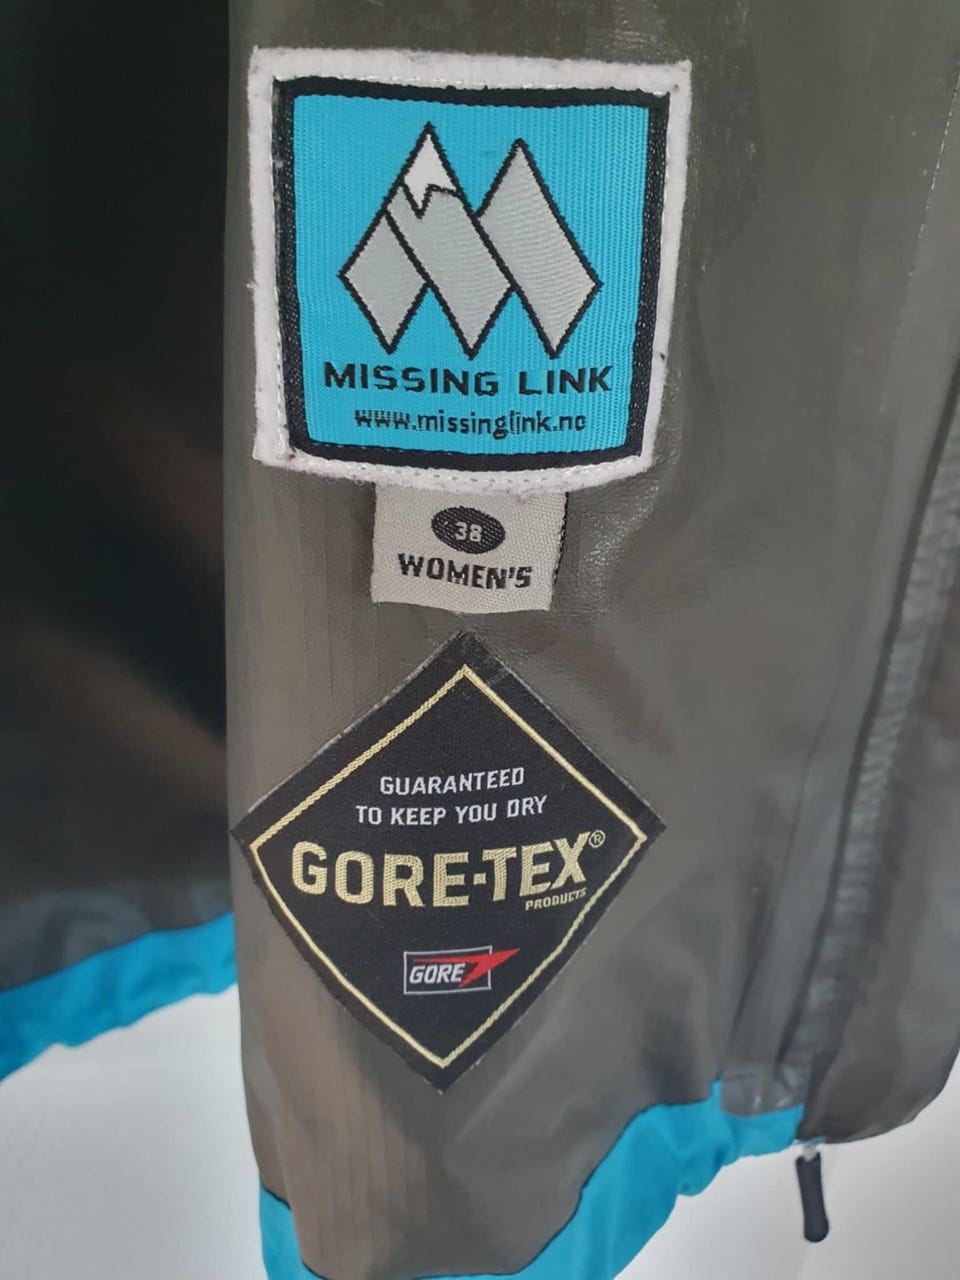 MISSING LINK
www.missinglink.no
38
WOMEN'S
GUARANTEED
TO KEEP YOU DRY
GORE-TEX®
PRODUCTS
GORE